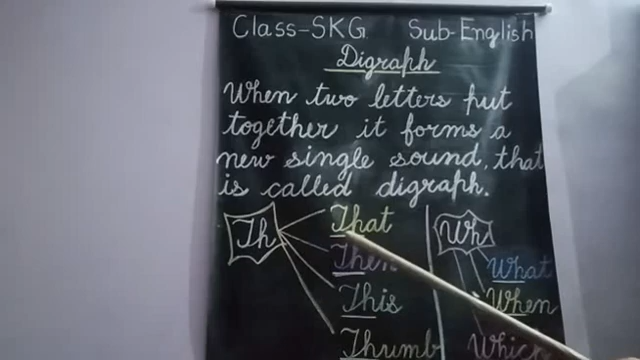 Class-SKG Sub-English
Digraph
When two letters put
together it forms a
new single sound, that
is called digraph.
Th That Wh
Then What
This When
Thumb Which